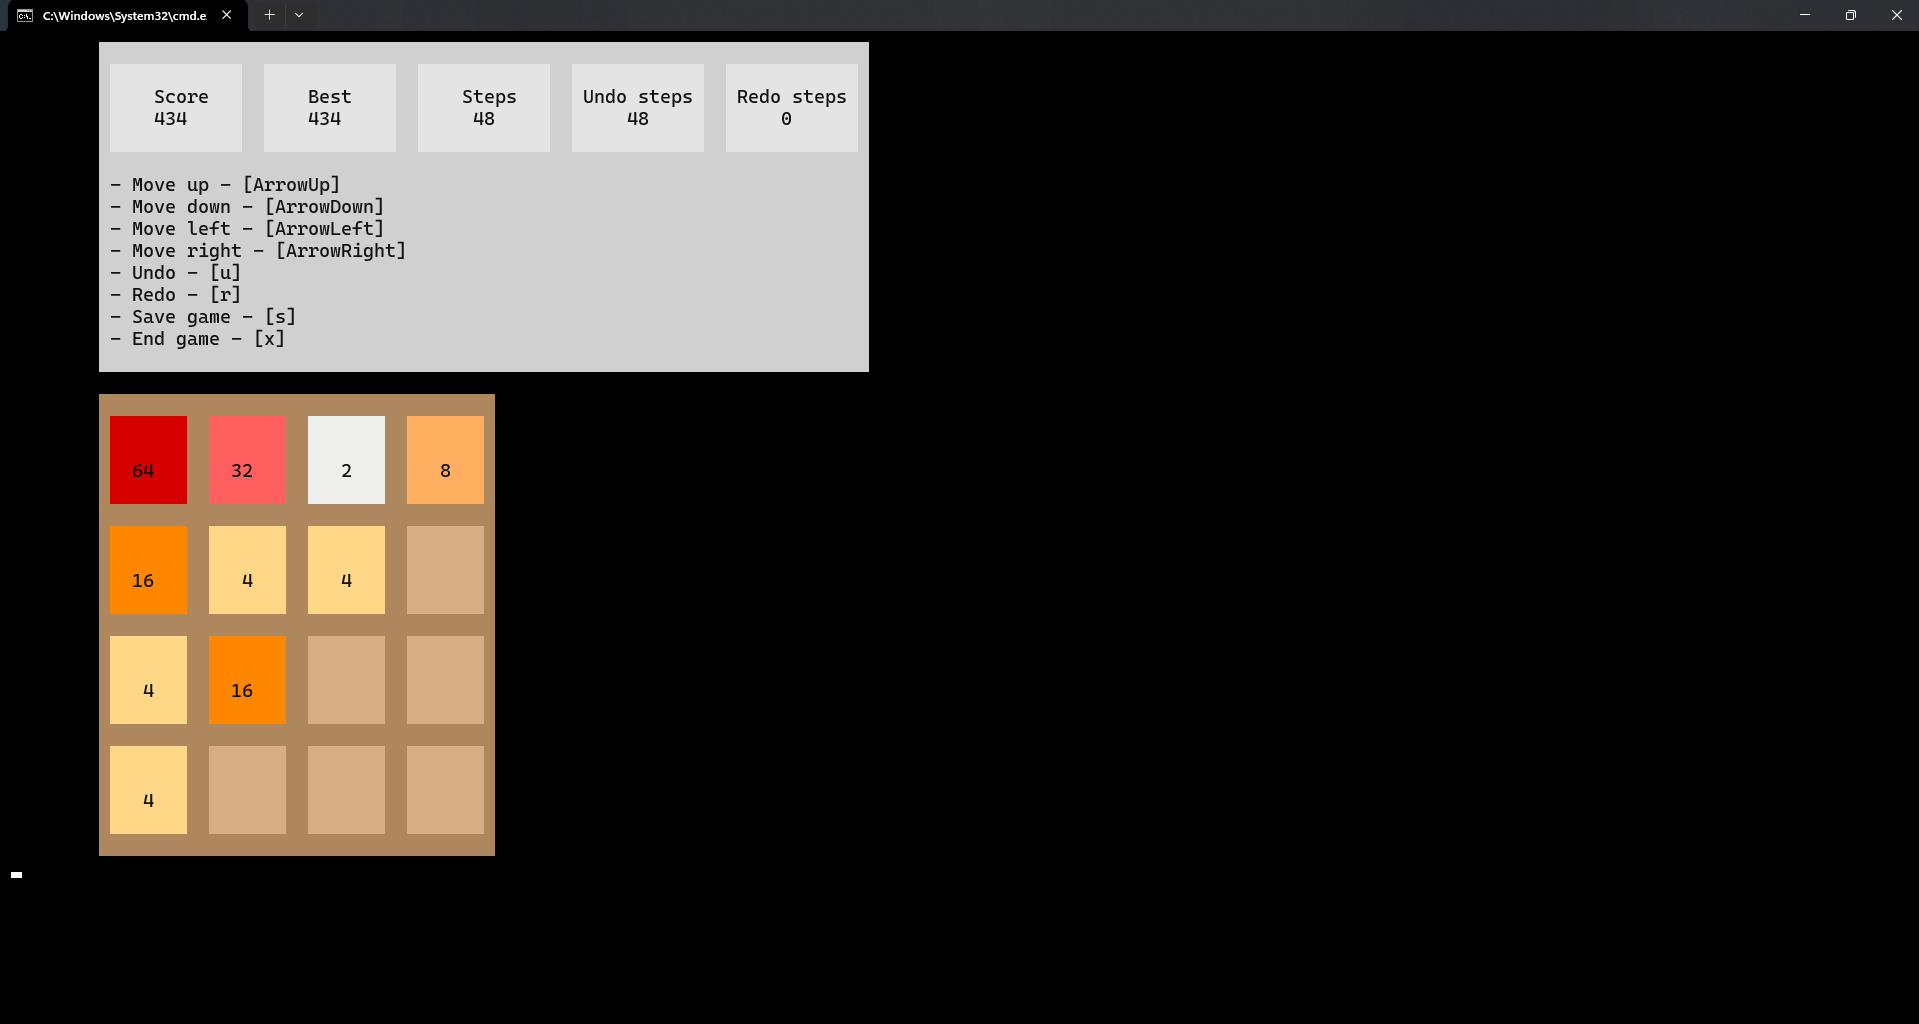 C:\Windows\System32\cmd.e
Score Best Steps Undo steps Redo steps
434 434 48 48 0
- Move up - [ArrowUp]
- Move down - [ArrowDown]
- Move left - [ArrowLeft]
- Move right - [ArrowRight]
- Undo - [u]
- Redo - [r]
- Save game - [s]
- End game - [x]
64 32 2 8
16 4 4
4 16
4